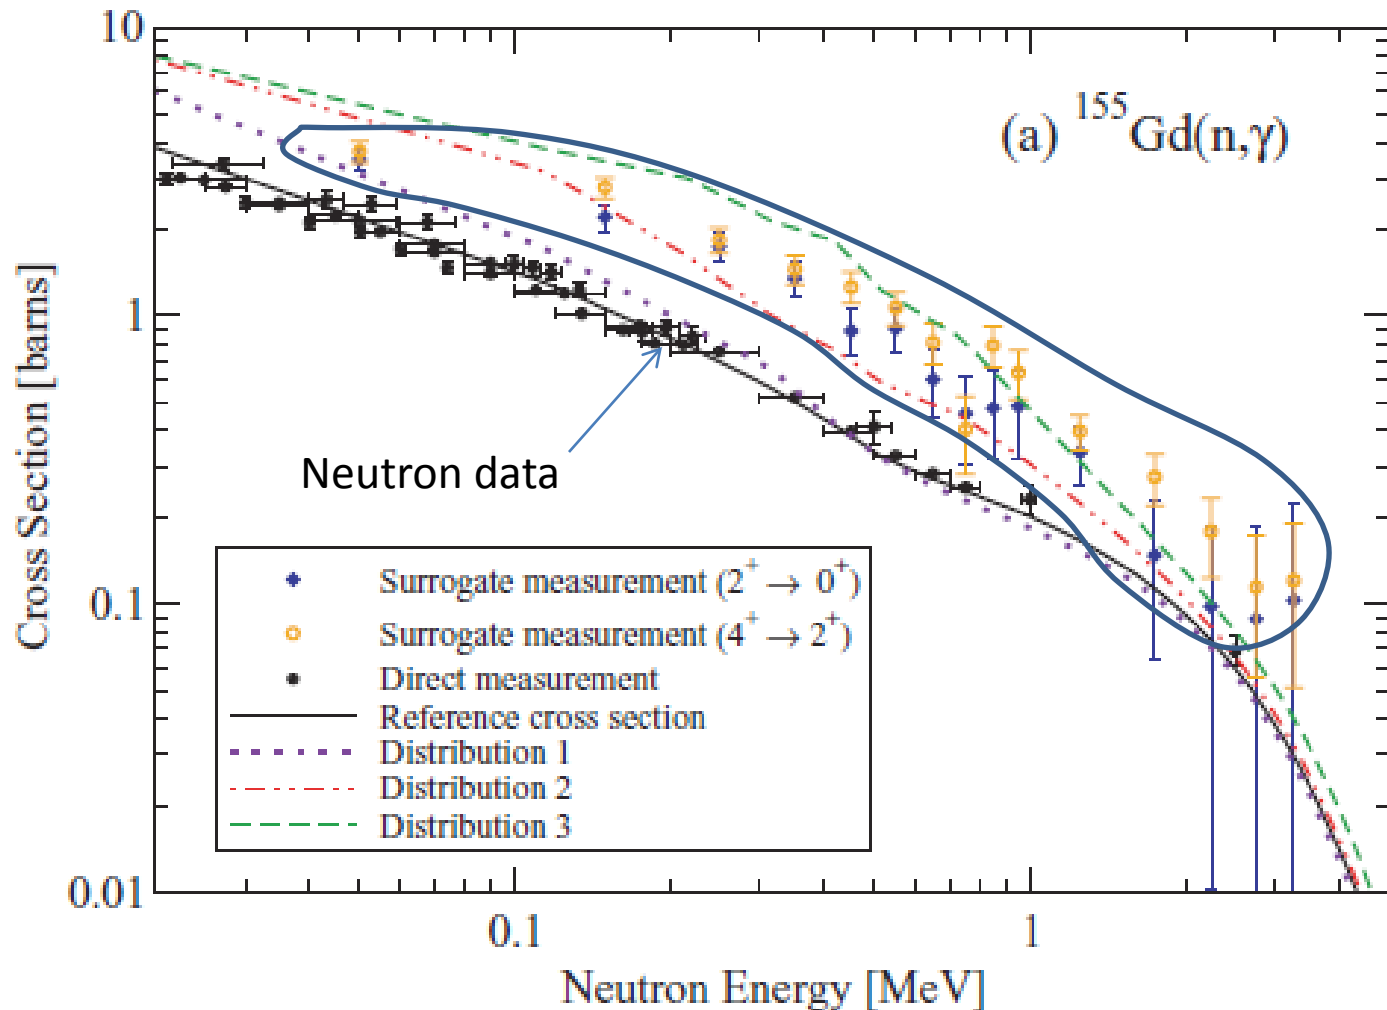 10
(a) ¹⁵⁵Gd(n,γ)
1
Cross Section [barns]
Neutron data
0.1
Surrogate measurement (2⁺ → 0⁺)
Surrogate measurement (4⁺ → 2⁺)
Direct measurement
Reference cross section
Distribution 1
Distribution 2
Distribution 3
0.01
0.1
1
Neutron Energy [MeV]